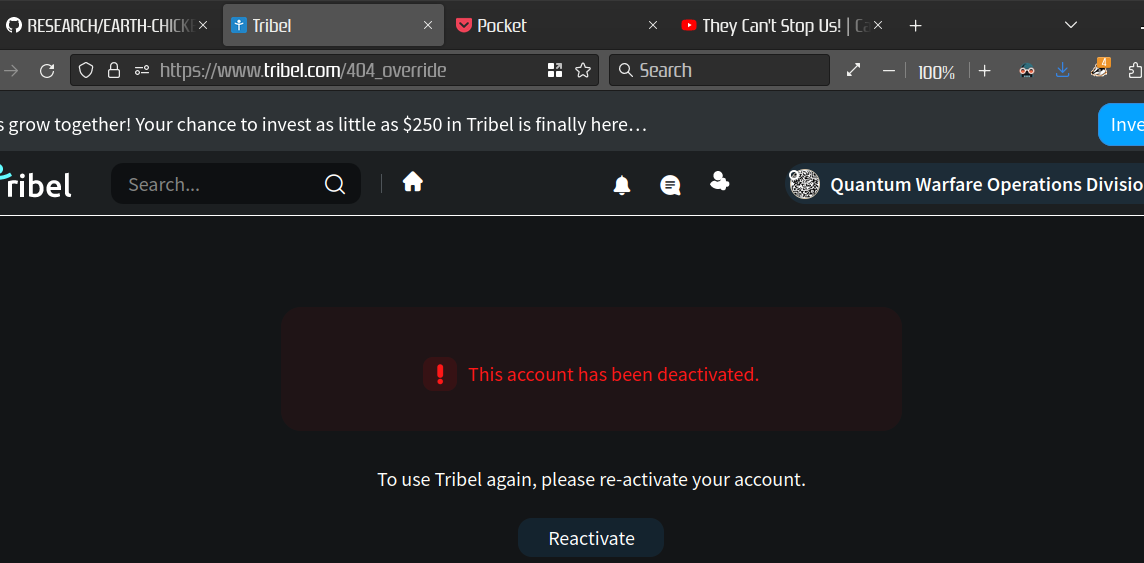 RESEARCH/EARTH-CHICKE
Tribel
Pocket
They Can't Stop Us! | Ca
https://www.tribel.com/404_override
Search
100%
4
s grow together! Your chance to invest as little as $250 in Tribel is finally here…
Inve
ribel
Search...
Quantum Warfare Operations Divisio
This account has been deactivated.
To use Tribel again, please re-activate your account.
Reactivate